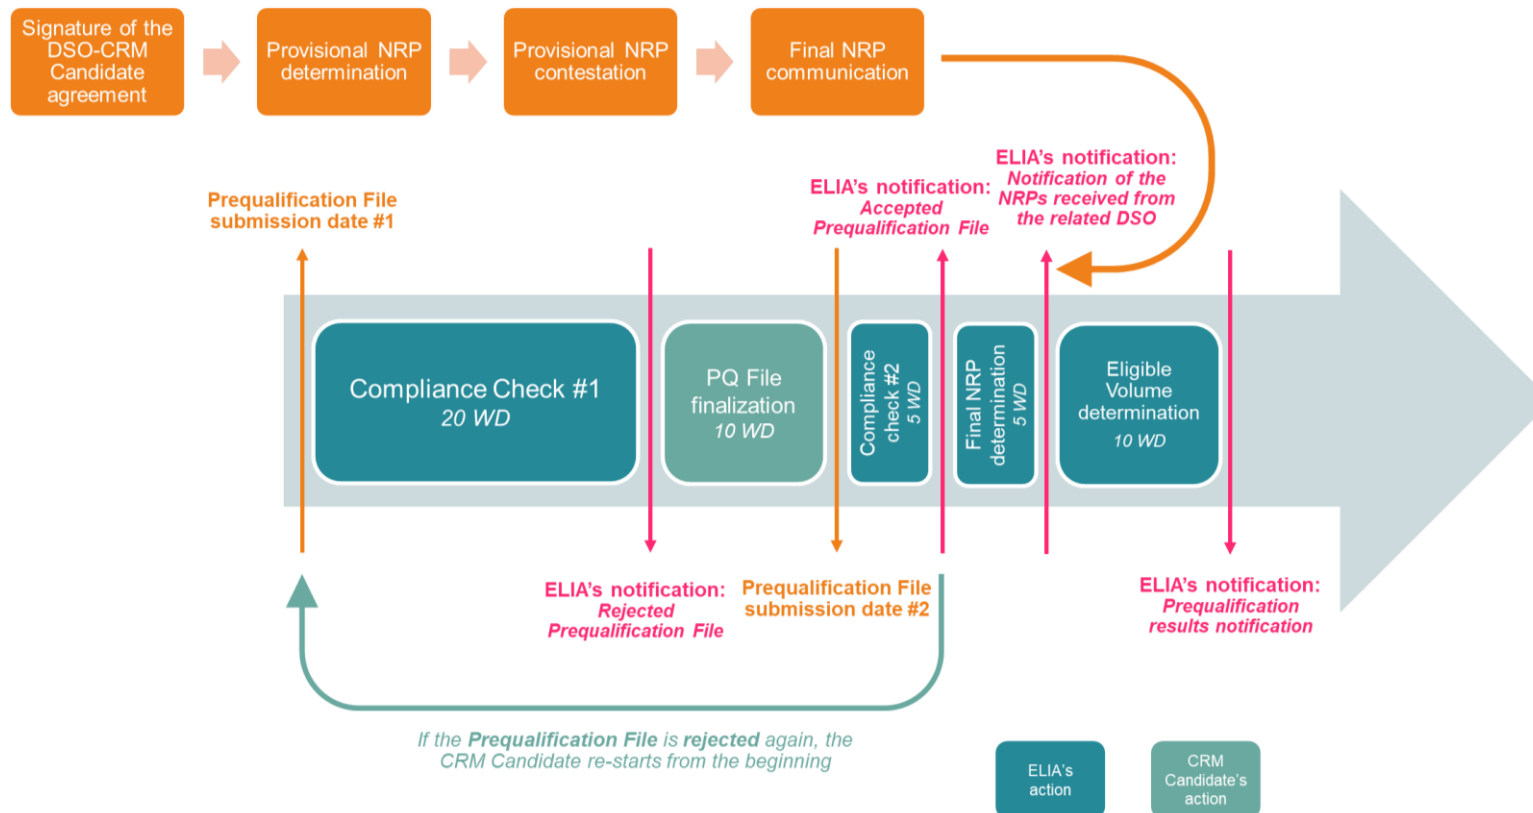 Signature of the
DSO-CRM
Candidate
agreement
Provisional NRP
determination
Provisional NRP
contestation
Final NRP
communication
Prequalification File
submission date #1
ELIA's notification:
Accepted
Prequalification File
ELIA's notification:
Notification of the
NRPs received from
the related DSO
Compliance Check #1
20 WD
PQ File
finalization
10 WD
Compliance
check #2
5 WD
Final NRP
determination
5 WD
Eligible
Volume
determination
10 WD
ELIA's notification:
Rejected
Prequalification File
Prequalification File
submission date #2
ELIA's notification:
Prequalification
results notification
If the Prequalification File is rejected again, the
CRM Candidate re-starts from the beginning
ELIA's
action
CRM
Candidate's
action